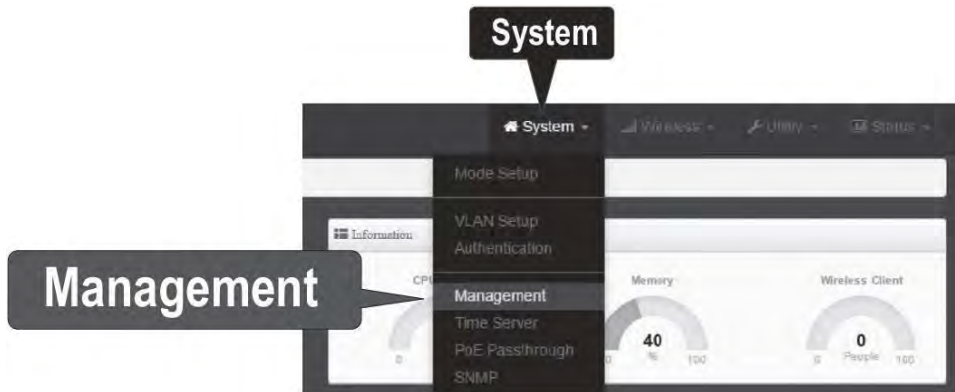 System
System
Wireless
Utility
Status
Mode Setup
VLAN Setup
Authentication
Information
CPU
Memory
Wireless Client
Management
Management
Time Server
PoE Passthrough
SNMP
0
40
%
0
100
0
People
0
100